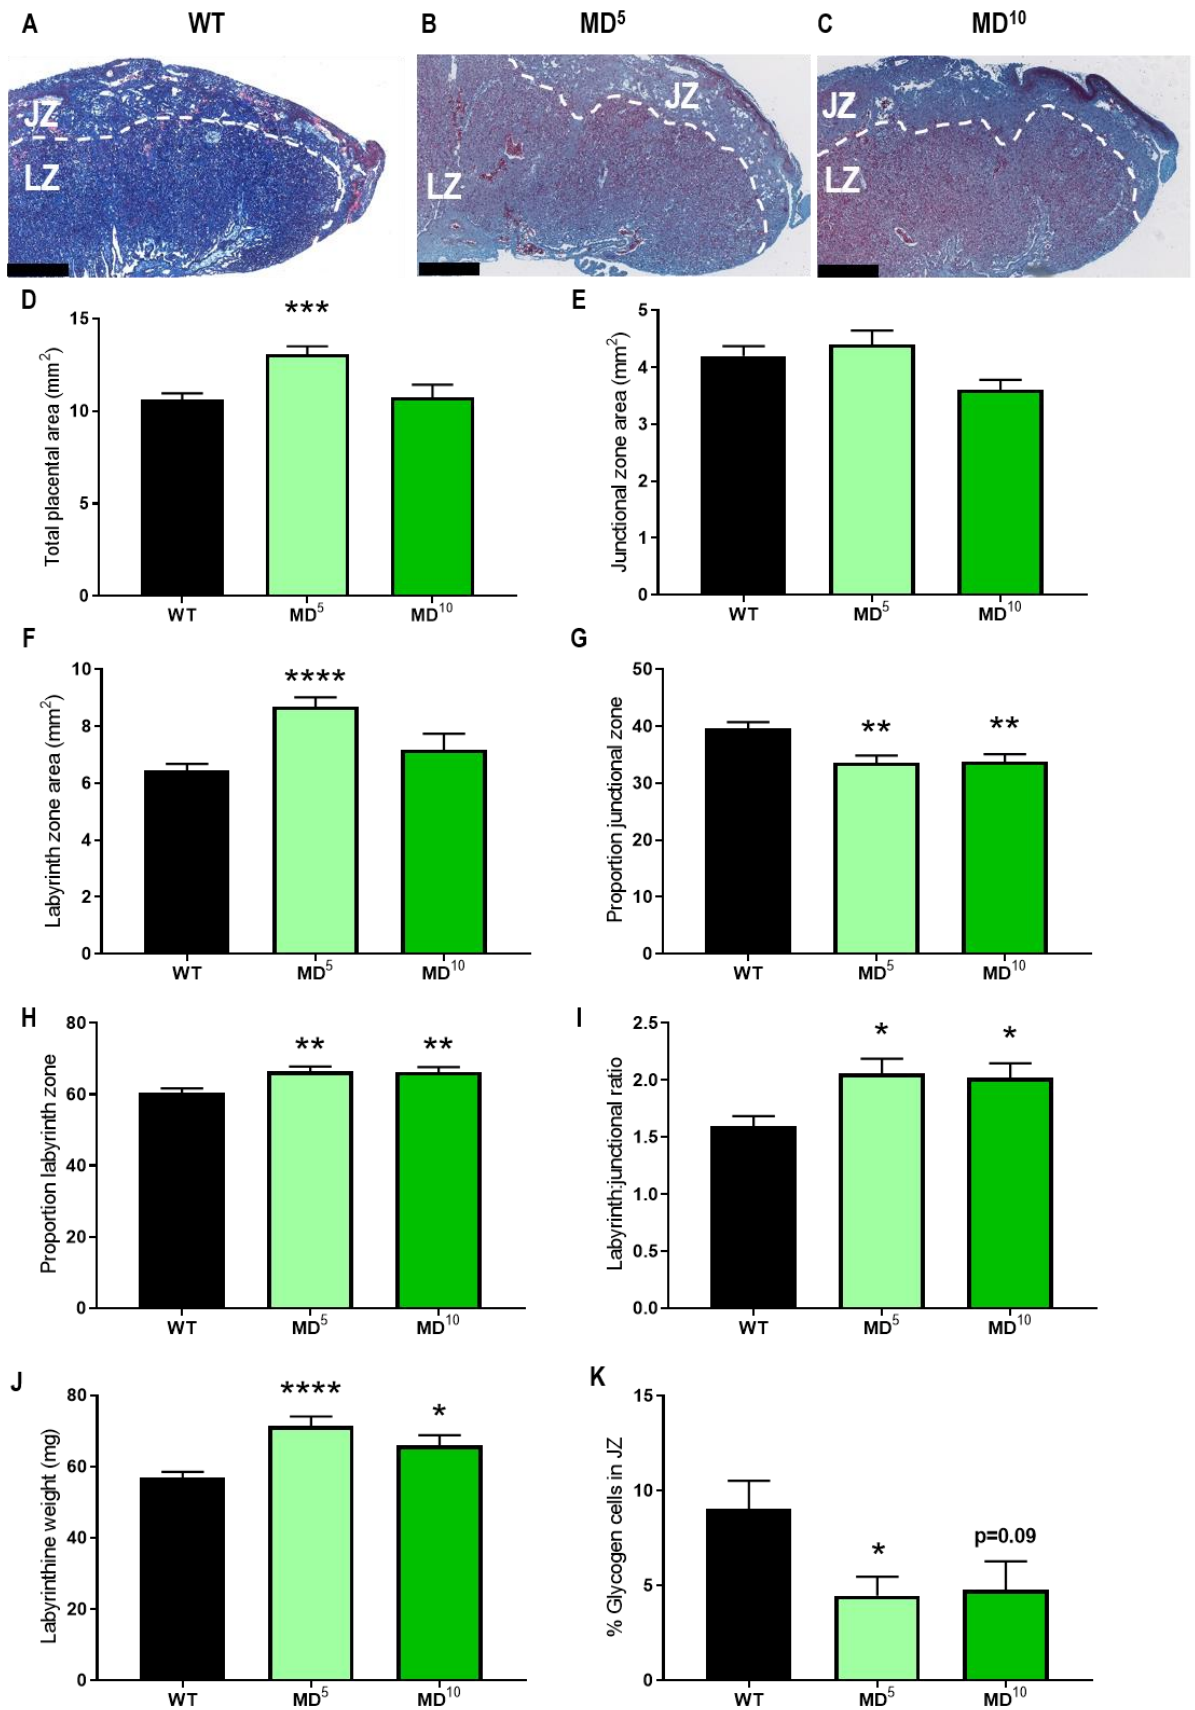 A WT B MD⁵ C MD¹⁰
JZ JZ JZ
LZ LZ LZ
D
***
Total placental area (mm²)
15
10
5
0
WT MD⁵ MD¹⁰
E
Junctional zone area (mm²)
5
4
3
2
1
0
WT MD⁵ MD¹⁰
F
****
Labyrinth zone area (mm²)
10
8
6
4
2
0
WT MD⁵ MD¹⁰
G
** **
Proportion junctional zone
50
40
30
20
10
0
WT MD⁵ MD¹⁰
H
** **
Proportion labyrinth zone
80
60
40
20
0
WT MD⁵ MD¹⁰
I
* *
Labyrinth:junctional ratio
2.5
2.0
1.5
1.0
0.5
0.0
WT MD⁵ MD¹⁰
J
**** *
Labyrinthine weight (mg)
80
60
40
20
0
WT MD⁵ MD¹⁰
K
* p=0.09
% Glycogen cells in JZ
15
10
5
0
WT MD⁵ MD¹⁰